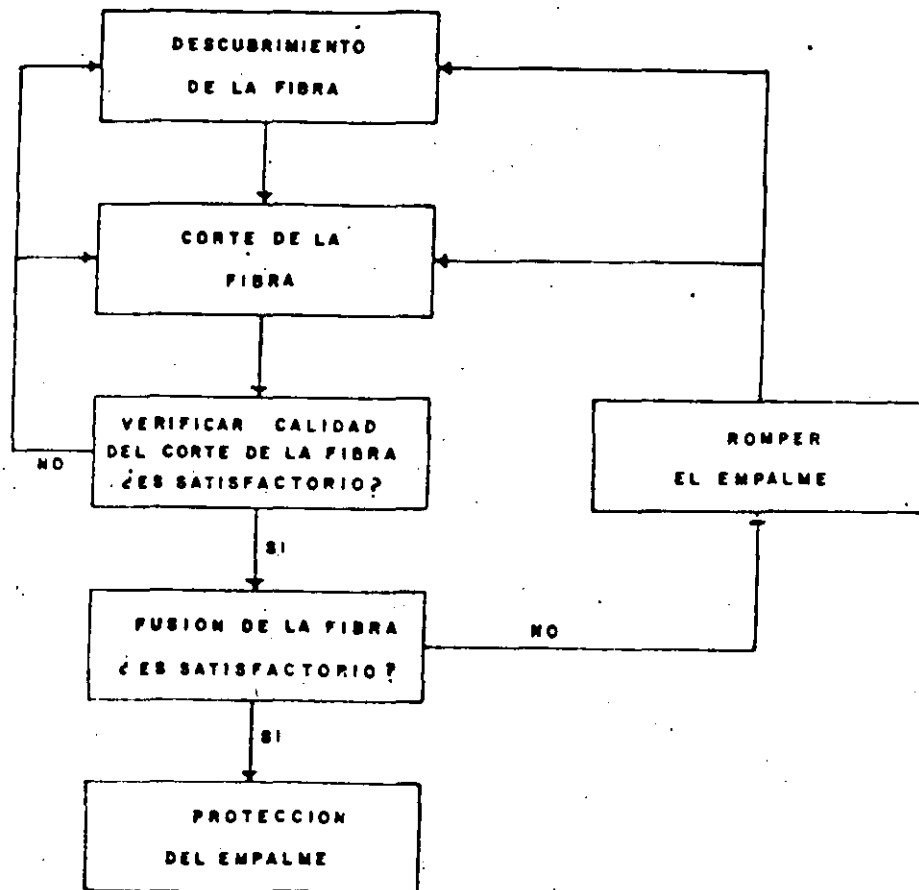 DESCUBRIMIENTO
DE LA FIBRA
CORTE DE LA
FIBRA
VERIFICAR CALIDAD
DEL CORTE DE LA FIBRA
¿ES SATISFACTORIO?
NO
ROMPER
EL EMPALME
SI
FUSION DE LA FIBRA
¿ES SATISFACTORIO?
NO
SI
PROTECCION
DEL EMPALME